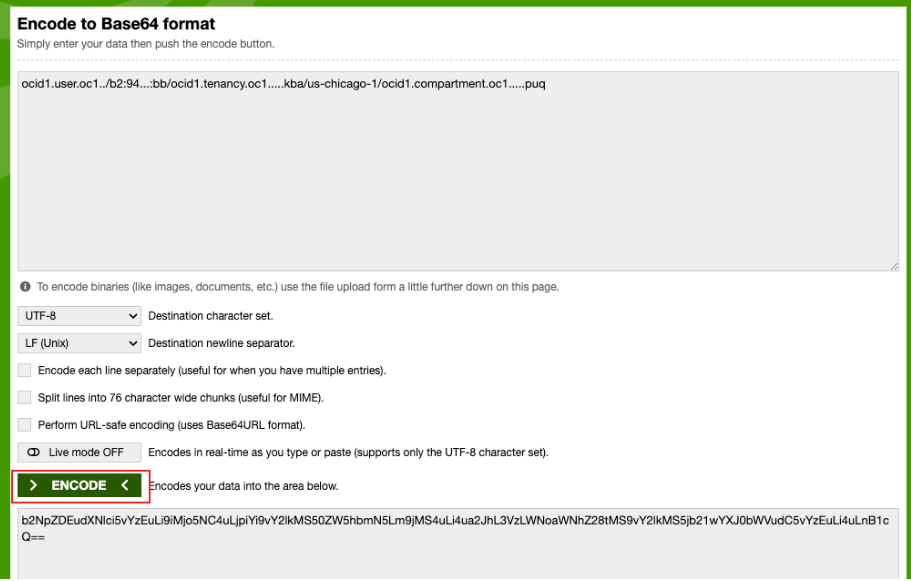 Encode to Base64 format
Simply enter your data then push the encode button.
ocid1.user.oc1../b2:94...:bb/ocid1.tenancy.oc1.....kba/us-chicago-1/ocid1.compartment.oc1.....puq
To encode binaries (like images, documents, etc.) use the file upload form a little further down on this page.
UTF-8 Destination character set.
LF (Unix) Destination newline separator.
Encode each line separately (useful for when you have multiple entries).
Split lines into 76 character wide chunks (useful for MIME).
Perform URL-safe encoding (uses Base64URL format).
Live mode OFF Encodes in real-time as you type or paste (supports only the UTF-8 character set).
> ENCODE < Encodes your data into the area below.
b2NpZDEudXNlci5vYzEuLi9iMjo5NC4uLjpiYi9vY2lkMS50ZW5hbmN5Lm9jMS4uLi4ua2JhL3VzLWNoaWNhZ28tMS9vY2lkMS5jb21wYXJ0bWVudC5vYzEuLi4uLnB1c
Q==